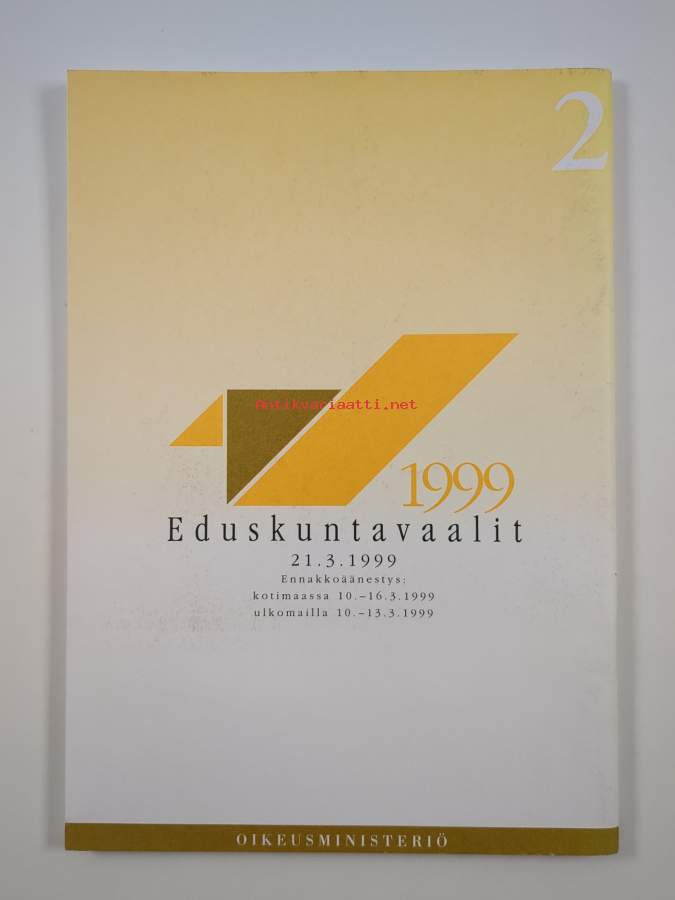 2
Antikvariaatti.net
1999
Eduskuntavaalit
21.3.1999
Ennakkoäänestys:
kotimaassa 10.–16.3.1999
ulkomailla 10.–13.3.1999
OIKEUSMINISTERIÖ